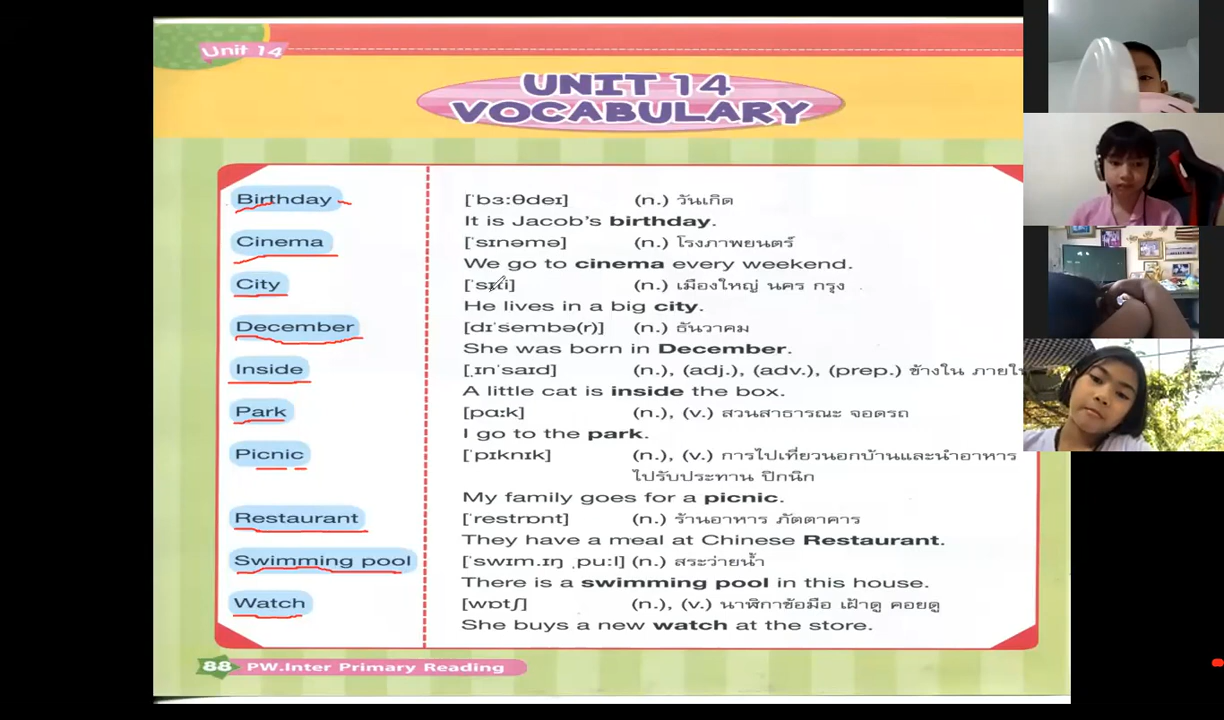 Unit 14
UNIT 14
VOCABULARY
Birthday [ˈbɜːθdeɪ] (n.) วันเกิด
It is Jacob's birthday.
Cinema [ˈsɪnəmə] (n.) โรงภาพยนตร์
We go to cinema every weekend.
City (n.) เมืองใหญ่ นคร กรุง
He lives in a big city.
December [dɪˈsembə(r)] (n.) ธันวาคม
She was born in December.
Inside [ˌɪnˈsaɪd] (n.), (adj.), (adv.), (prep.) ข้างใน
A little cat is inside the box.
Park [pɑːk] (n.), (v.) สวนสาธารณะ จอดรถ
I go to the park.
Picnic [ˈpɪknɪk] (n.), (v.) การไปเที่ยวนอกบ้านและนำอาหาร
ไปรับประทาน ปิกนิก
My family goes for a picnic.
Restaurant [ˈrestrɒnt] (n.) ร้านอาหาร ภัตตาคาร
They have a meal at Chinese Restaurant.
Swimming pool [ˈswɪm.ɪŋ ˌpuːl] (n.) สระว่ายน้ำ
There is a swimming pool in this house.
Watch [wɒtʃ] (n.), (v.) นาฬิกาข้อมือ เฝ้าดู คอยดู
She buys a new watch at the store.
88 PW.Inter Primary Reading